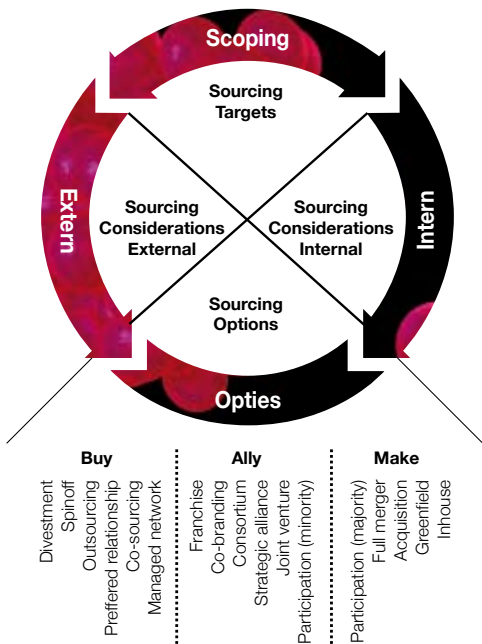 Scoping
Sourcing
Targets
Extern
Sourcing
Considerations
External
Sourcing
Considerations
Internal
Intern
Sourcing
Options
Opties
Buy
Divestment
Spinoff
Outsourcing
Preffered relationship
Co-sourcing
Managed network
Ally
Franchise
Co-branding
Consortium
Strategic alliance
Joint venture
Participation (minority)
Make
Participation (majority)
Full merger
Acquisition
Greenfield
Inhouse